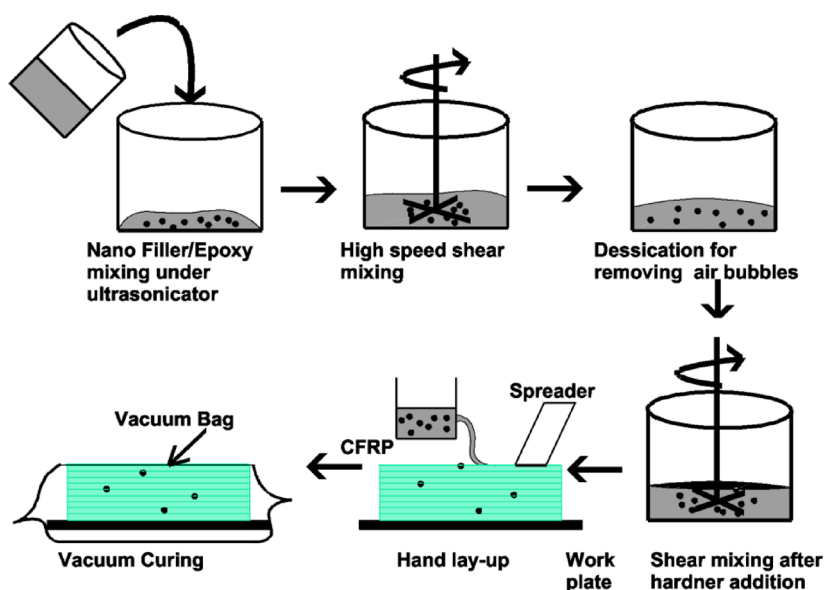 Nano Filler/Epoxy
mixing under
ultrasonicator
High speed shear
mixing
Dessication for
removing air bubbles
Vacuum Bag
CFRP
Spreader
Vacuum Curing
Hand lay-up
Work
plate
Shear mixing after
hardner addition